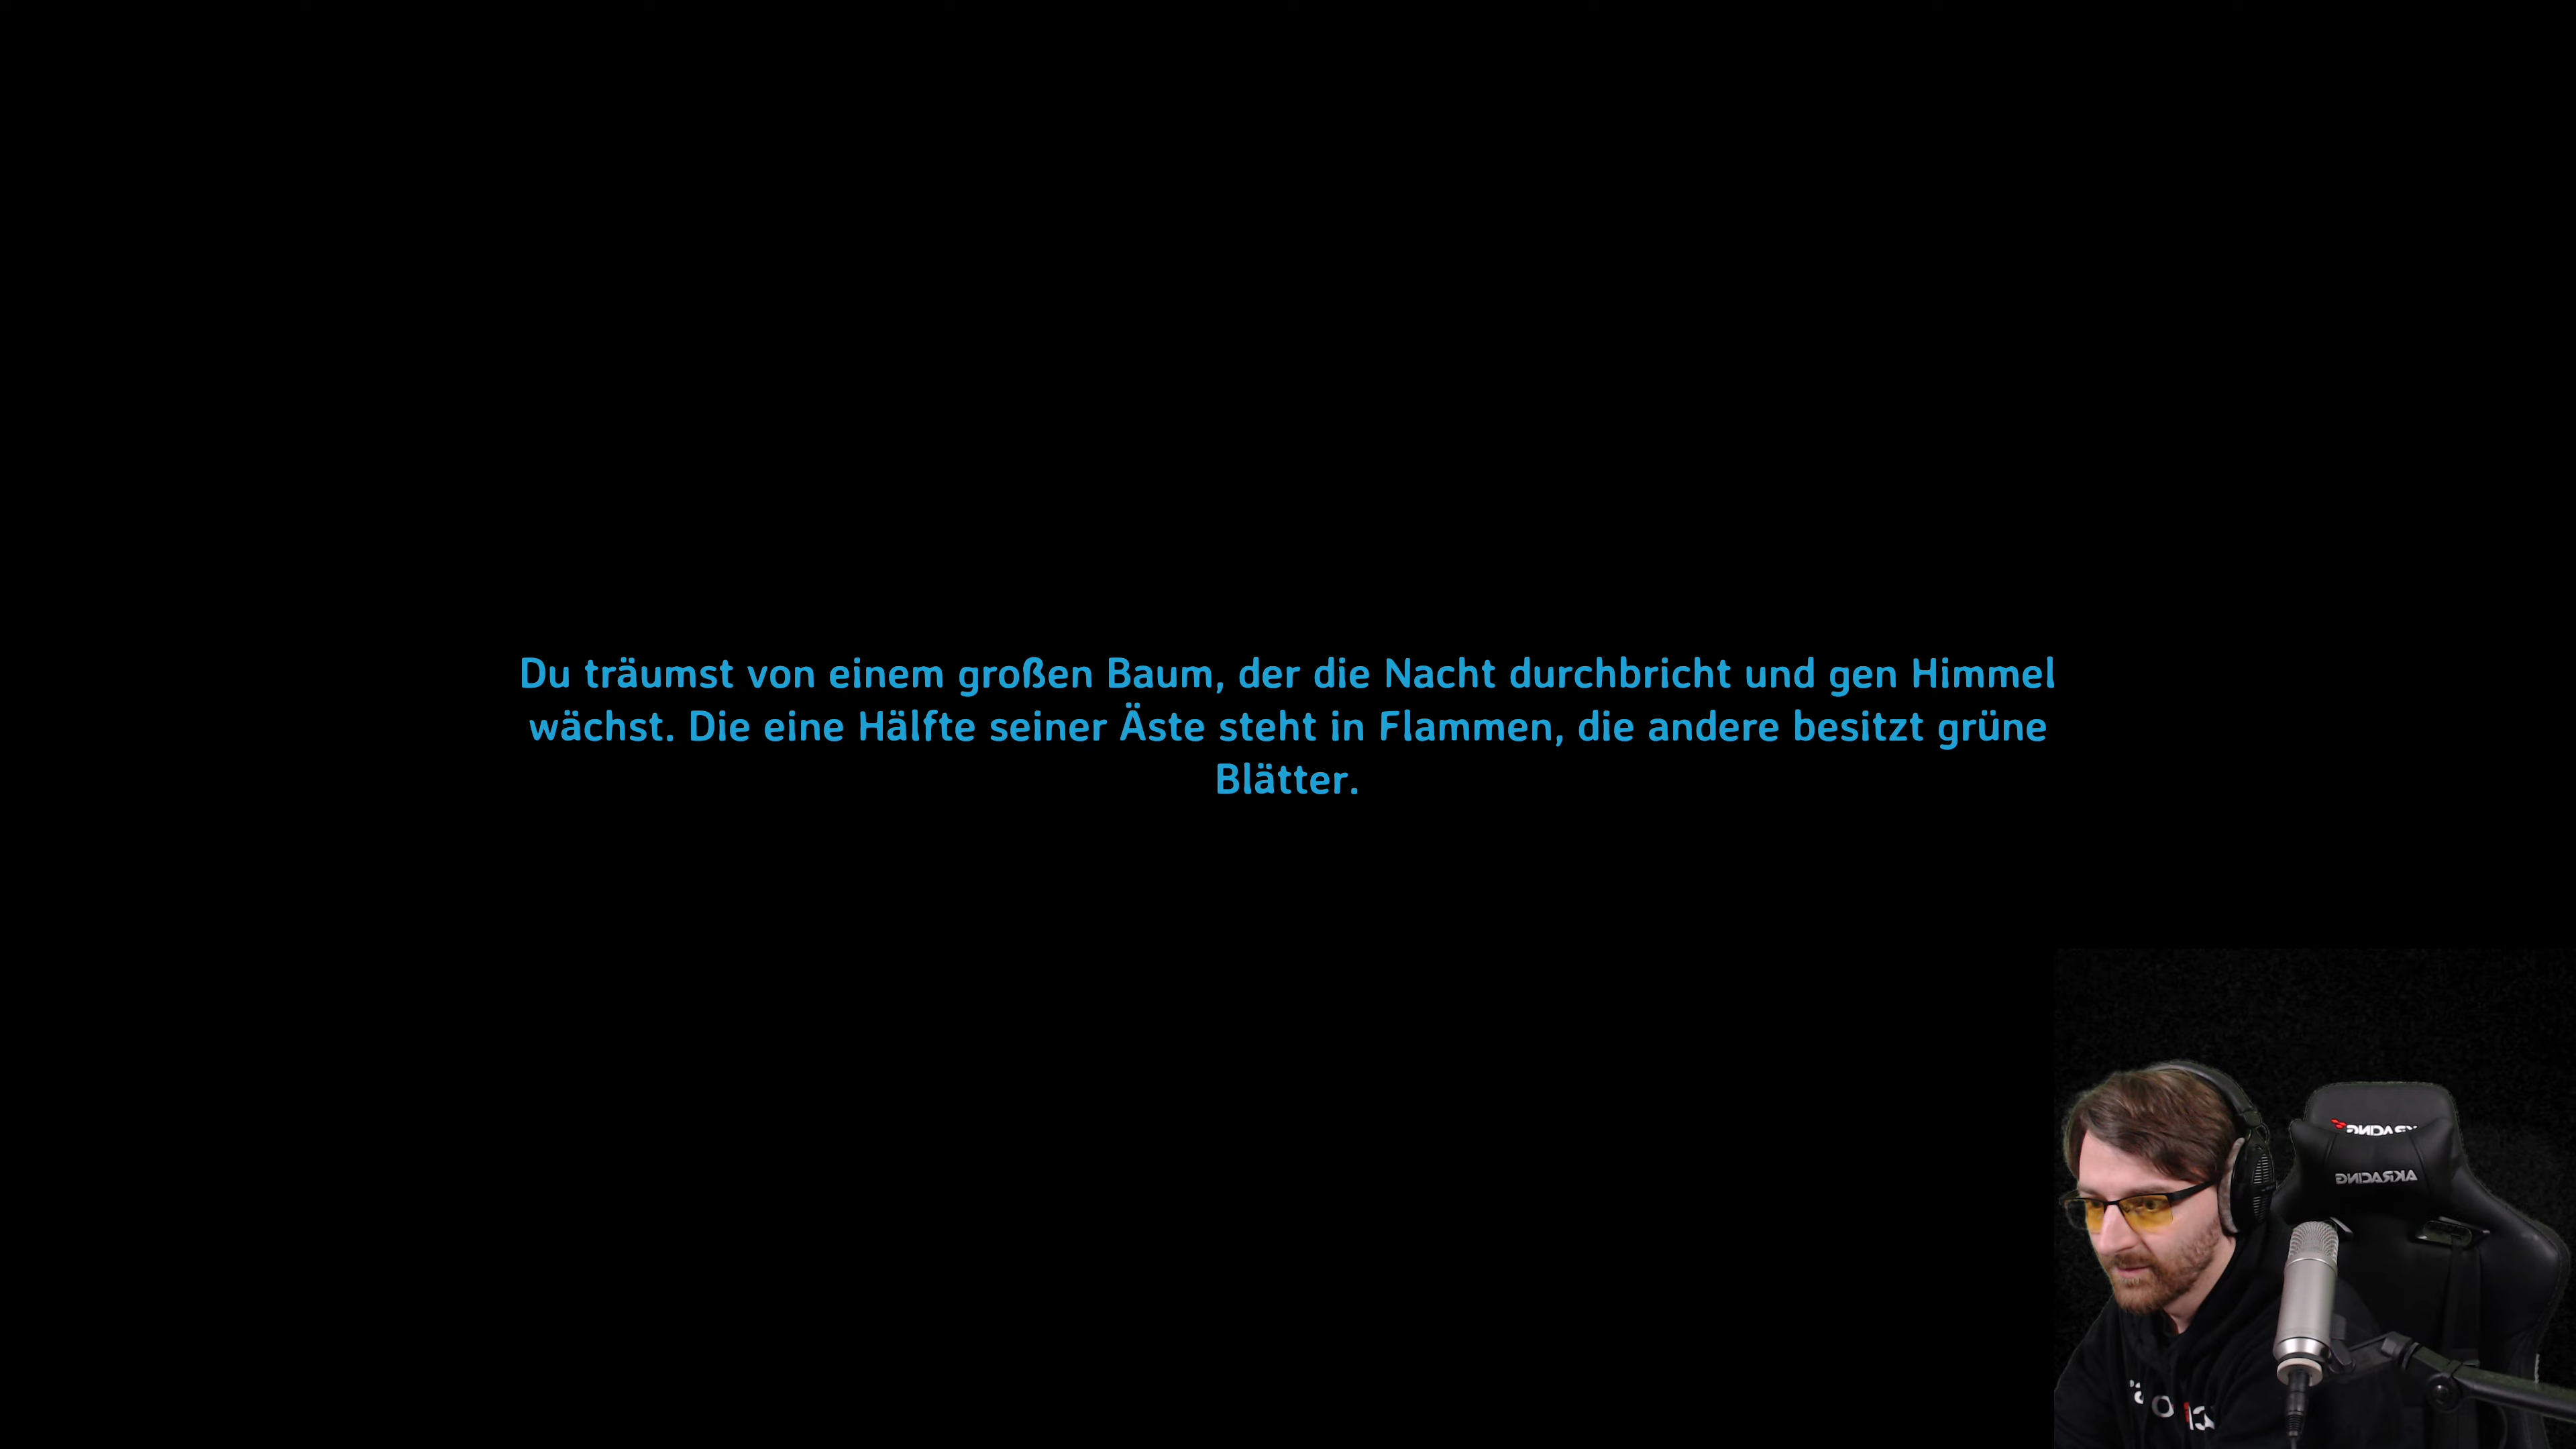 Du träumst von einem großen Baum, der die Nacht durchbricht und gen Himmel
wächst. Die eine Hälfte seiner Äste steht in Flammen, die andere besitzt grüne
Blätter.
AKRACING